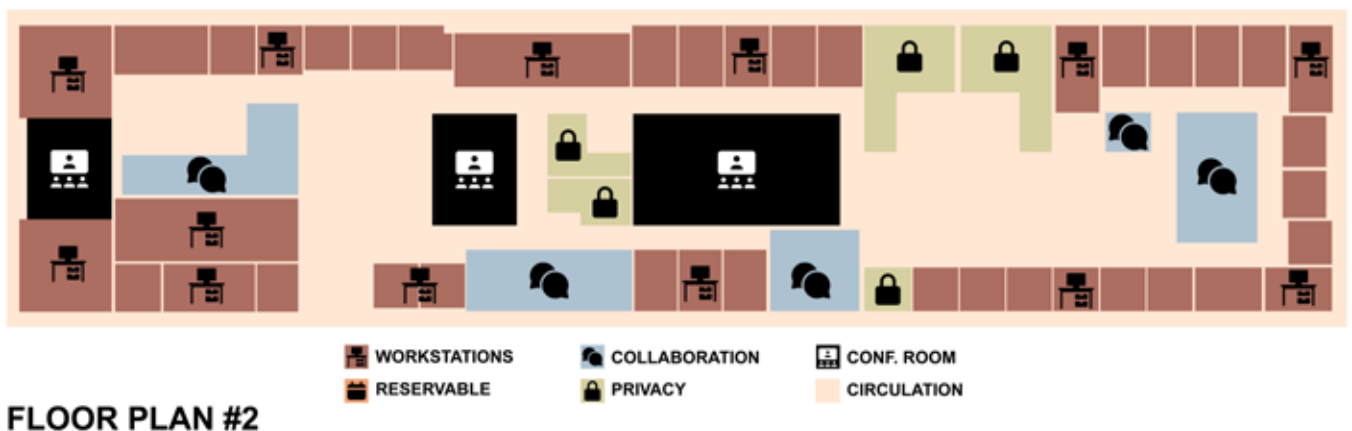 WORKSTATIONS COLLABORATION CONF. ROOM
RESERVABLE PRIVACY CIRCULATION
FLOOR PLAN #2